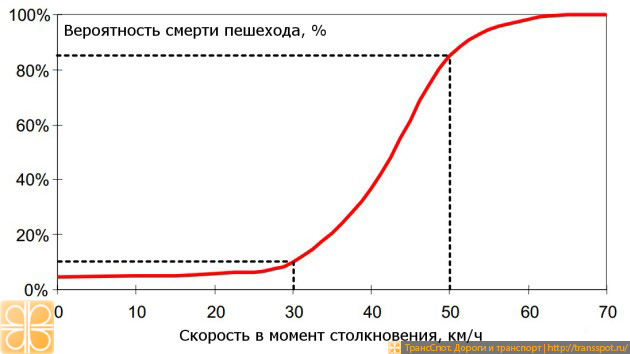 100%
Вероятность смерти пешехода, %
80%
60%
40%
20%
0%
0 10 20 30 40 50 60 70
Скорость в момент столкновения, км/ч
ТрансСпот. Дороги и транспорт | http://transspot.ru/